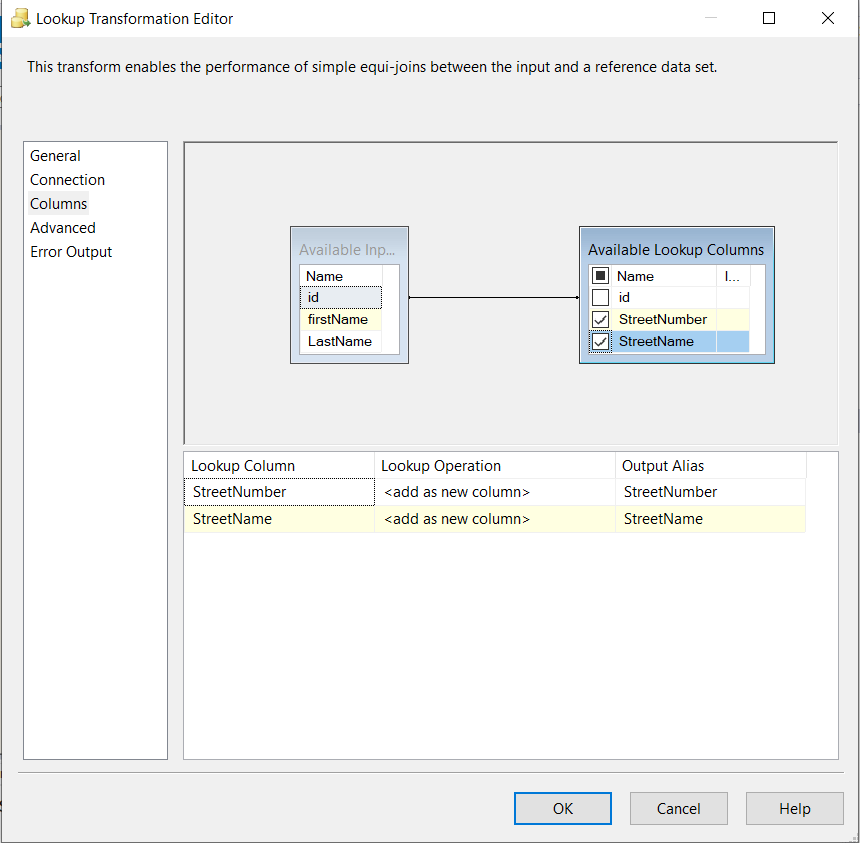 Lookup Transformation Editor
This transform enables the performance of simple equi-joins between the input and a reference data set.
General
Connection
Columns
Advanced
Error Output
Available Inp...
Name
id
firstName
LastName
Available Lookup Columns
Name I...
id
StreetNumber
StreetName
Lookup Column Lookup Operation Output Alias
StreetNumber <add as new column> StreetNumber
StreetName <add as new column> StreetName
OK Cancel Help